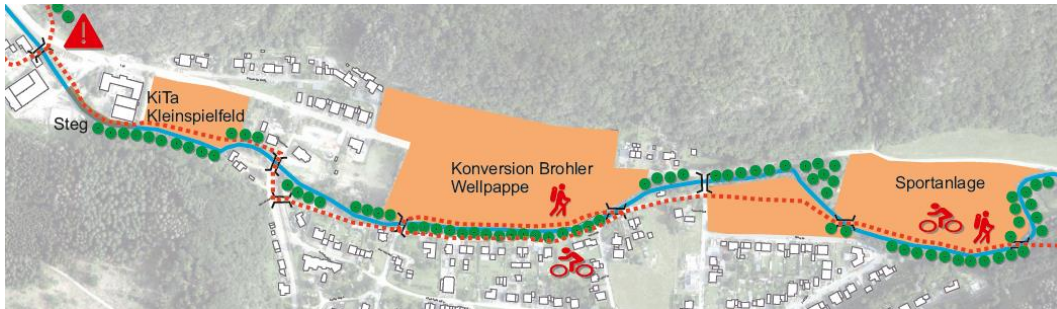 KiTa
Kleinspielfeld
Steg
Konversion Brohler
Wellpappe
Sportanlage